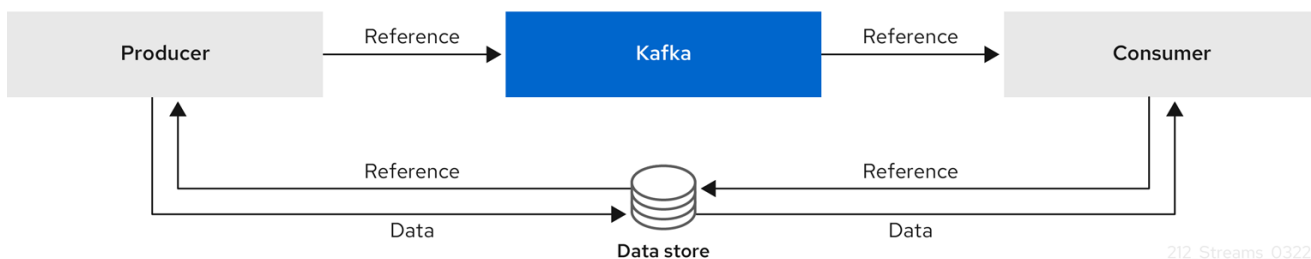 Reference
Reference
Producer
Kafka
Consumer
Reference
Reference
Data
Data
Data store
212 Streams 0322